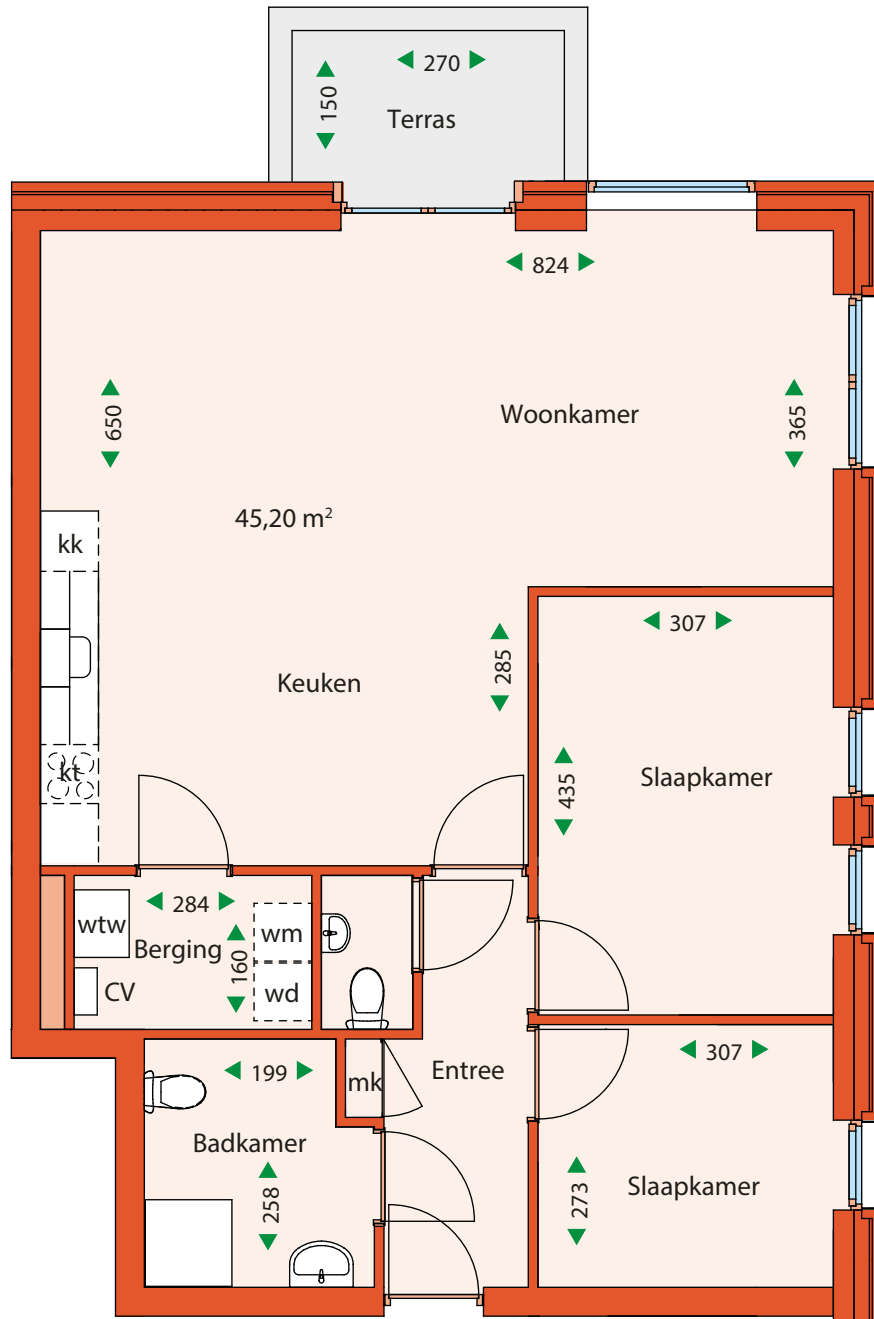 270
150
Terras
824
650
365
Woonkamer
45,20 m²
kk
307
285
Keuken
kt
435
Slaapkamer
284
wtw
wm
Berging
160
CV
wd
307
199
mk
Entree
Badkamer
258
273
Slaapkamer